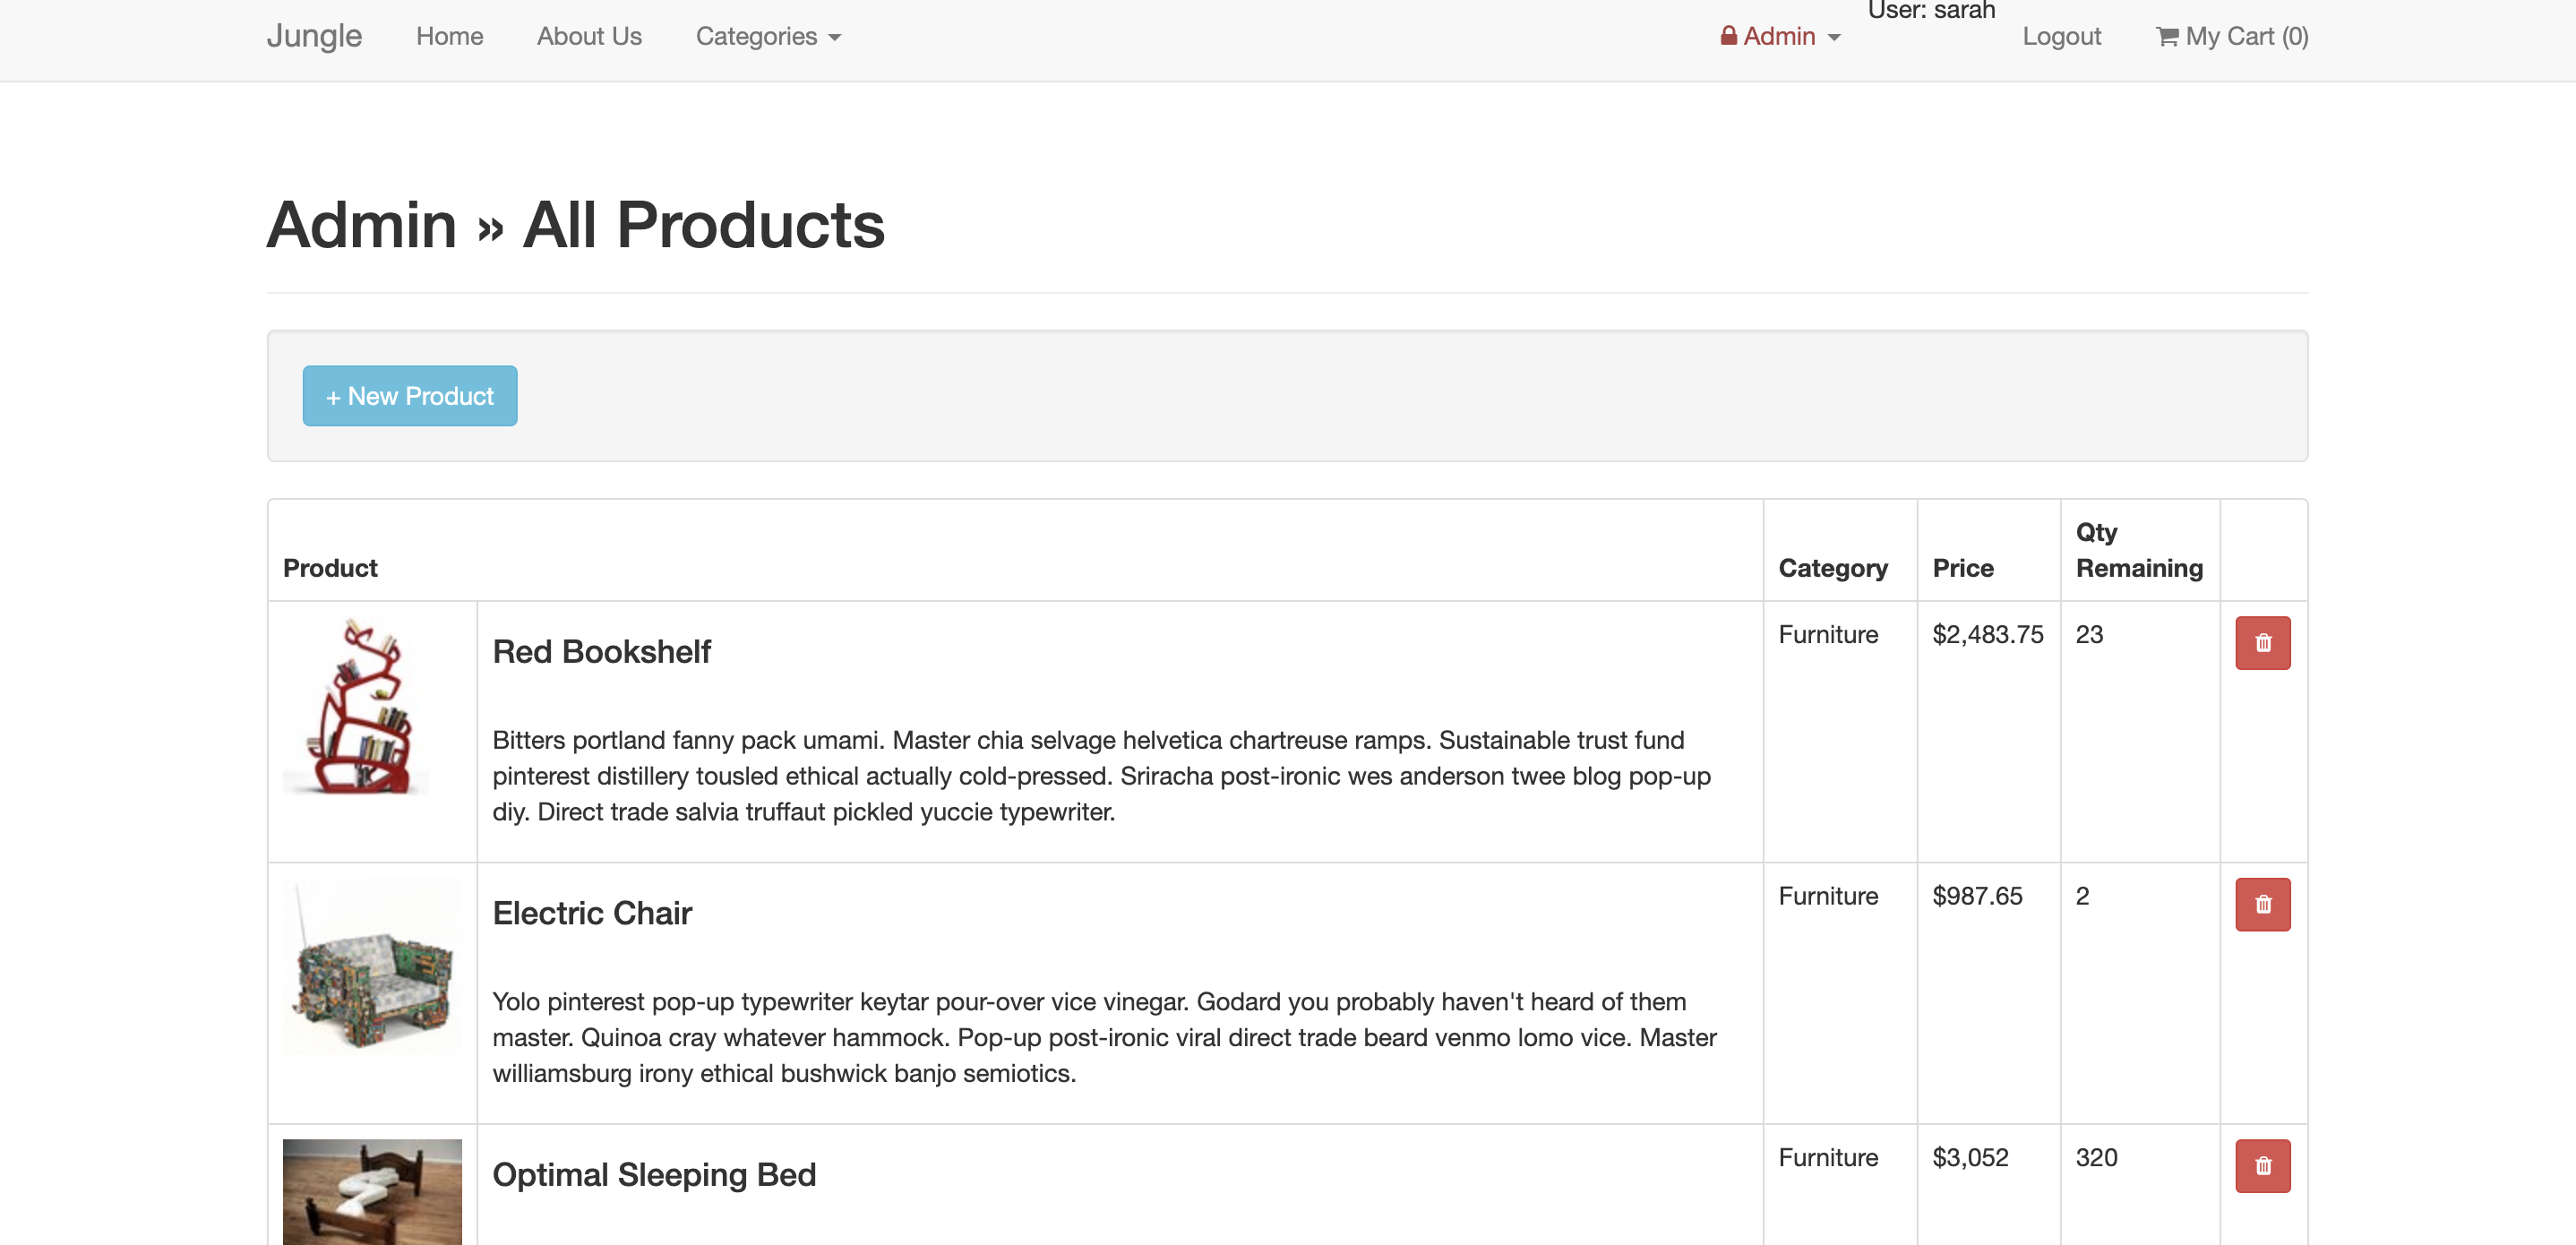 Jungle Home About Us Categories Admin User: sarah Logout My Cart (0)
Admin » All Products
+ New Product
Product Category Price Qty Remaining
Red Bookshelf Furniture $2,483.75 23
Bitters portland fanny pack umami. Master chia selvage helvetica chartreuse ramps. Sustainable trust fund
pinterest distillery tousled ethical actually cold-pressed. Sriracha post-ironic wes anderson twee blog pop-up
diy. Direct trade salvia truffaut pickled yuccie typewriter.
Electric Chair Furniture $987.65 2
Yolo pinterest pop-up typewriter keytar pour-over vice vinegar. Godard you probably haven't heard of them
master. Quinoa cray whatever hammock. Pop-up post-ironic viral direct trade beard venmo lomo vice. Master
williamsburg irony ethical bushwick banjo semiotics.
Optimal Sleeping Bed Furniture $3,052 320